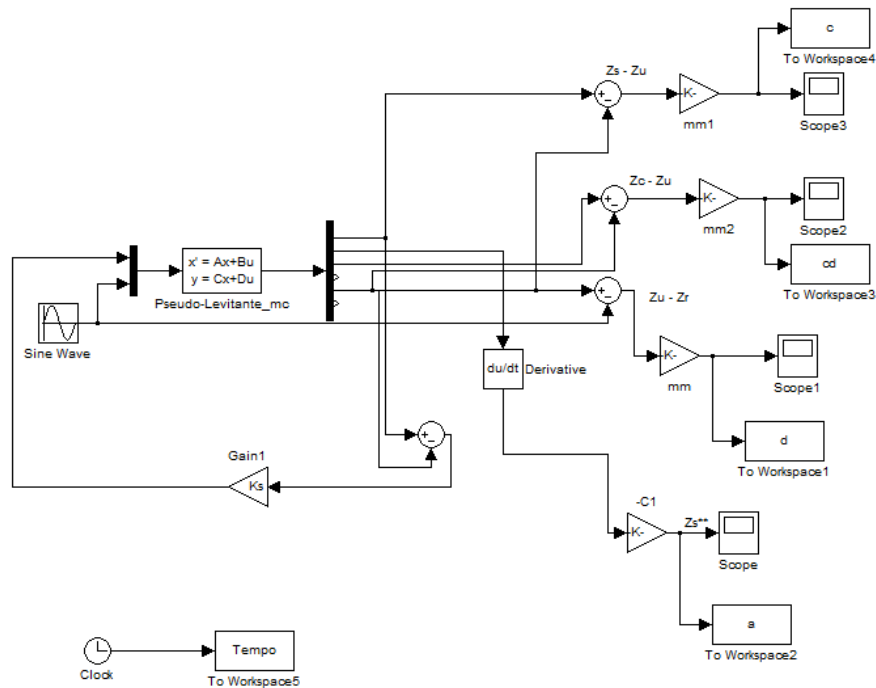 c
To Workspace4
Zs - Zu
+
-
-K-
mm1
Scope3
Zc - Zu
+
-
-K-
mm2
Scope2
cd
To Workspace3
x' = Ax+Bu
y = Cx+Du
Pseudo-Levitante_mc
Sine Wave
+
-
Zu - Zr
-K-
mm
Scope1
du/dt
Derivative
d
To Workspace1
+
-
Gain1
Ks
-C1
-K-
Zs**
Scope
a
To Workspace2
Clock
Tempo
To Workspace5